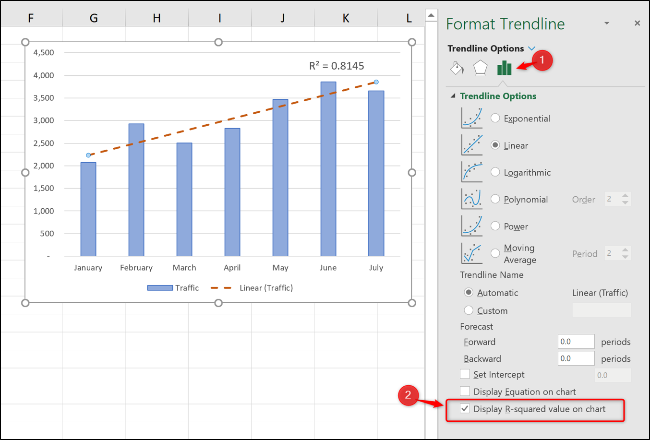 F G H I J K L
4,500
4,000
3,500
3,000
2,500
2,000
1,500
1,000
500
-
R² = 0.8145
January February March April May June July
Traffic Linear (Traffic)
Format Trendline
Trendline Options
1
Trendline Options
Exponential
Linear
Logarithmic
Polynomial Order 2
Power
Moving Average Period 2
Trendline Name
Automatic Linear (Traffic)
Custom
Forecast
Forward 0.0 periods
Backward 0.0 periods
Set Intercept 0.0
Display Equation on chart
2
Display R-squared value on chart